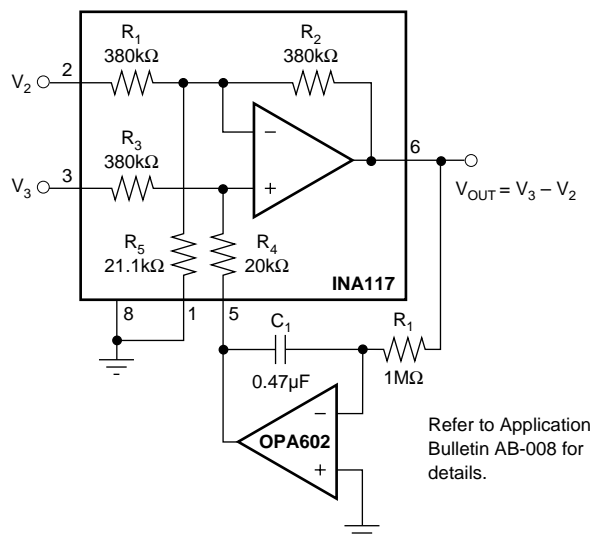 R1
380kΩ
R2
380kΩ
V2
2
–
6
R3
380kΩ
V3
3
+
VOUT = V3 – V2
R5
21.1kΩ
R4
20kΩ
INA117
8
1
5
C1
0.47µF
R1
1MΩ
–
OPA602
+
Refer to Application
Bulletin AB-008 for
details.